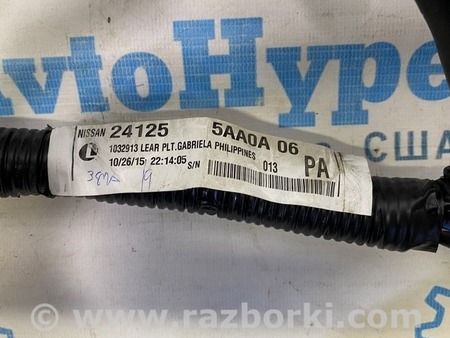 AvtoHype
о США
NISSAN 24125 5AA0A 06
1032913 LEAR PLT.GABRIELA PHILIPPINES
10/26/15 22:14:05 S/N 013 PA
19
© www.razborki.com